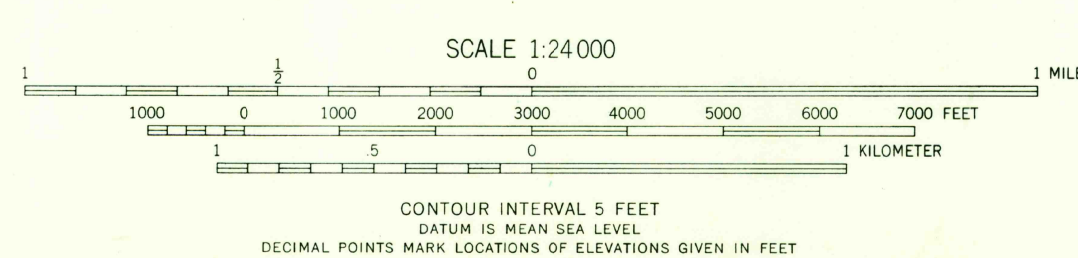 SCALE 1:24 000
1 1/2 0 1 MILE
1000 0 1000 2000 3000 4000 5000 6000 7000 FEET
1 .5 0 1 KILOMETER
CONTOUR INTERVAL 5 FEET
DATUM IS MEAN SEA LEVEL
DECIMAL POINTS MARK LOCATIONS OF ELEVATIONS GIVEN IN FEET